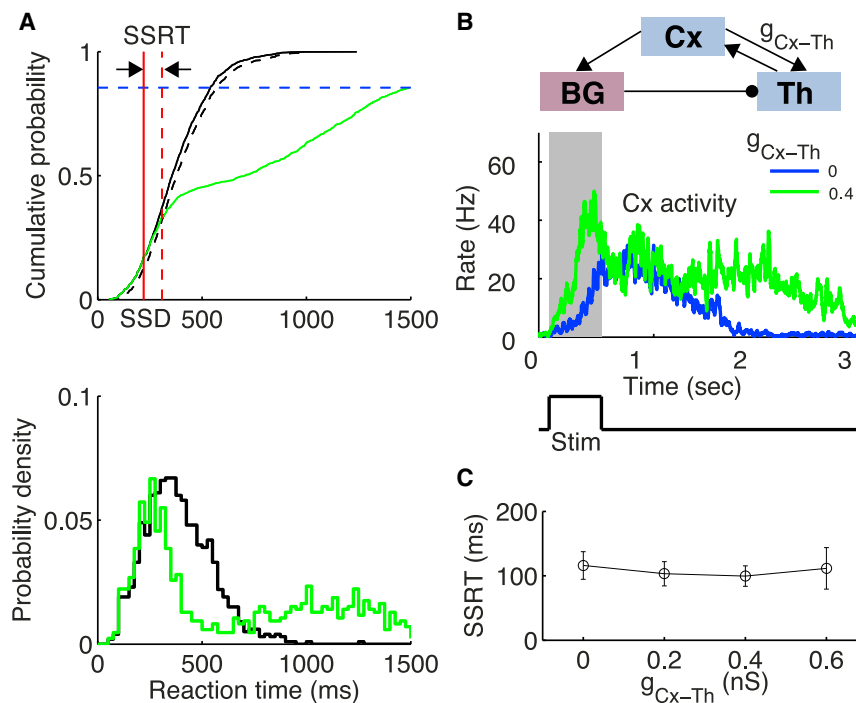 A
SSRT
Cumulative probability
1
0.5
0
0
SSD
500
1000
1500
Probability density
0.1
0.05
0
0
500
1000
1500
Reaction time (ms)
B
Cx
g_Cx–Th
BG
Th
g_Cx–Th
0
0.4
Cx activity
Rate (Hz)
60
40
20
0
0
1
2
3
Time (sec)
Stim
C
SSRT (ms)
200
100
0
0
0.2
0.4
0.6
g_Cx–Th (nS)